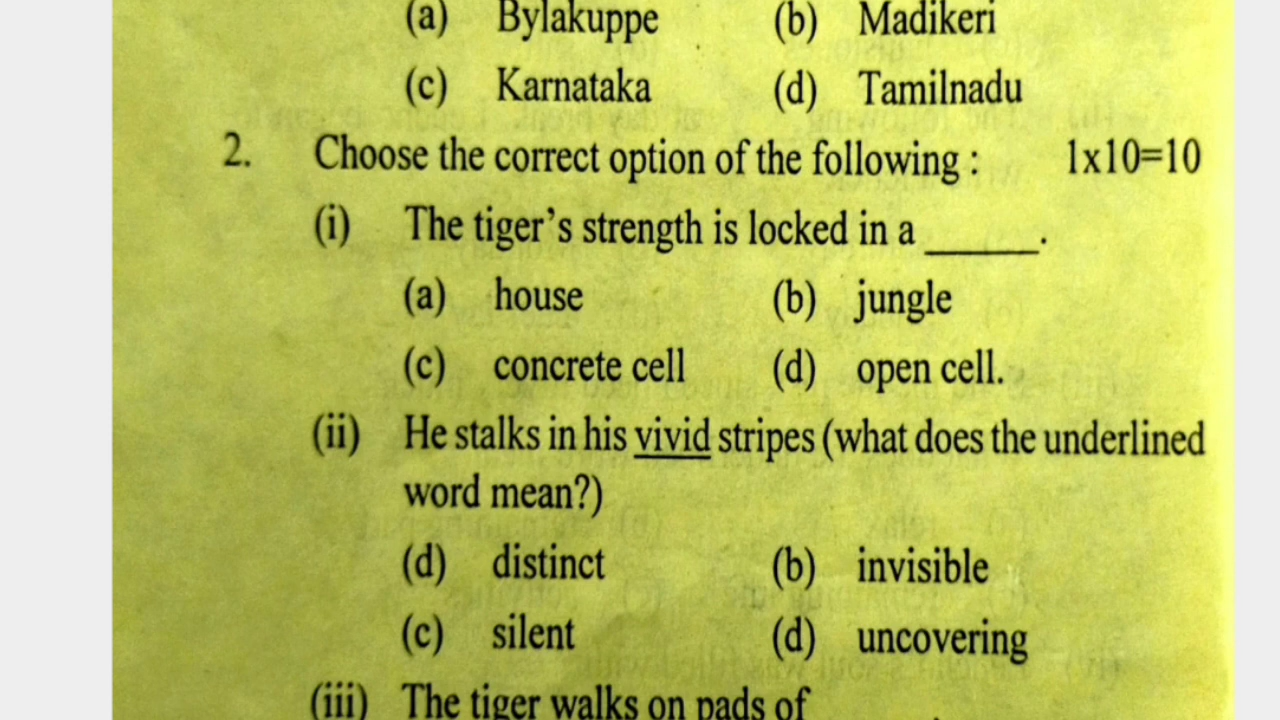 (a) Bylakuppe (b) Madikeri
(c) Karnataka (d) Tamilnadu
2. Choose the correct option of the following : 1x10=10
(i) The tiger's strength is locked in a ______.
(a) house (b) jungle
(c) concrete cell (d) open cell.
(ii) He stalks in his vivid stripes (what does the underlined
word mean?)
(d) distinct (b) invisible
(c) silent (d) uncovering
(iii) The tiger walks on pads of ______.